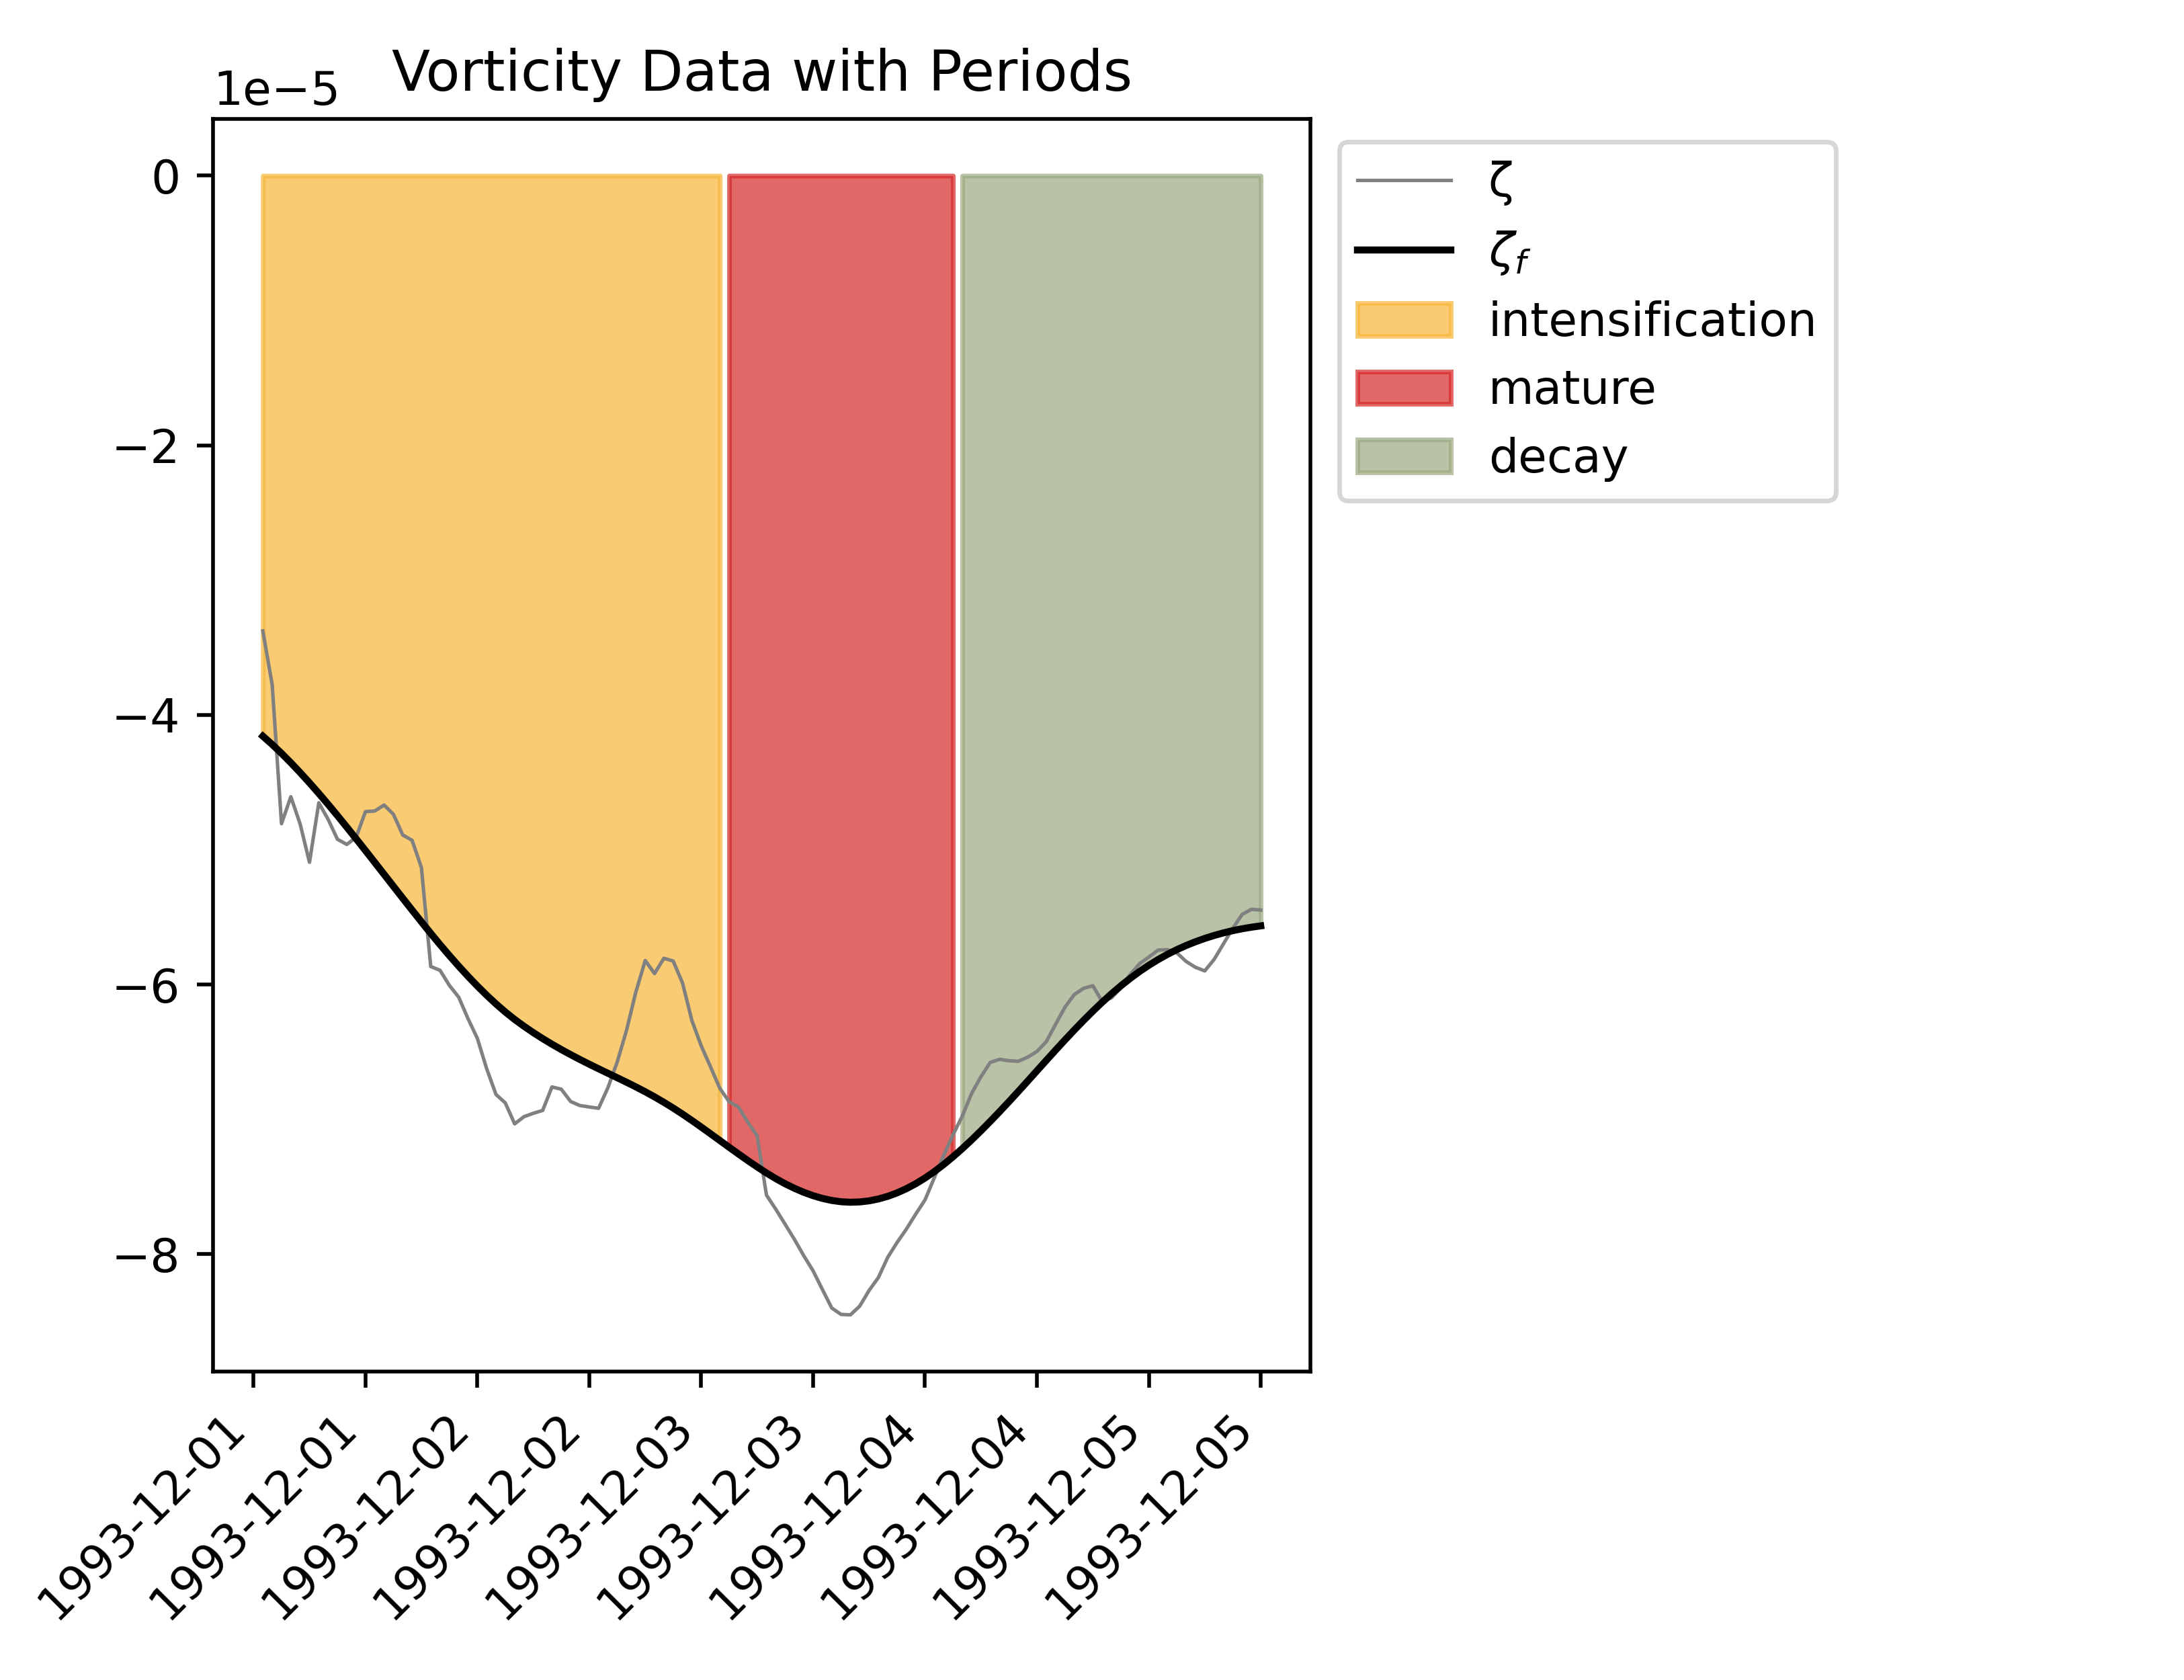 Vorticity Data with Periods
1e−5
0
−2
−4
−6
−8
1993-12-01
1993-12-01
1993-12-02
1993-12-02
1993-12-03
1993-12-03
1993-12-04
1993-12-04
1993-12-05
1993-12-05
ζ
ζf
intensification
mature
decay